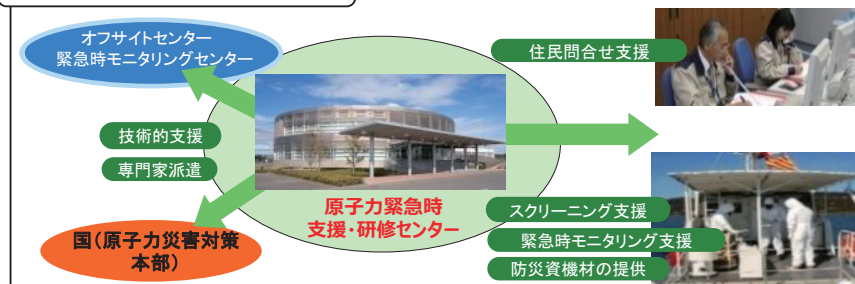 オフサイトセンター
緊急時モニタリングセンター
住民問合せ支援
技術的支援
専門家派遣
原子力緊急時
支援・研修センター
スクリーニング支援
緊急時モニタリング支援
防災資機材の提供
国(原子力災害対策
本部)